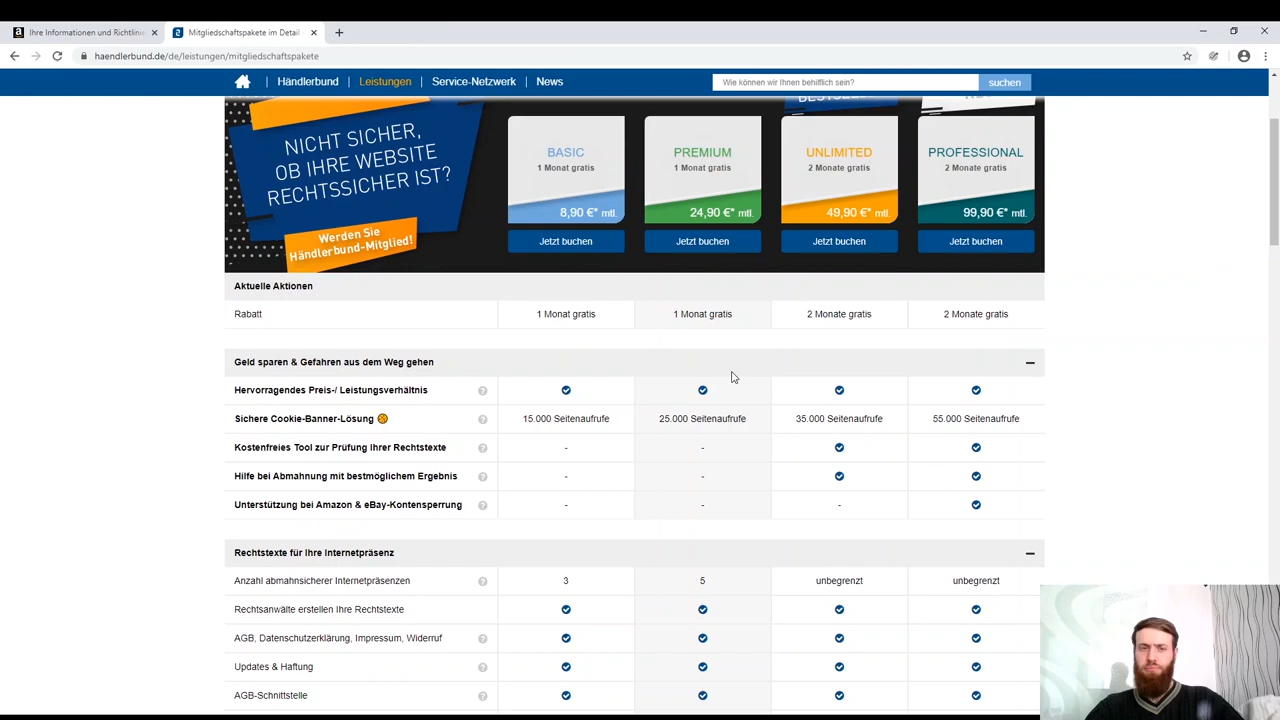 Ihre Informationen und Richtlini
Mitgliedschaftspakete im Detail
haendlerbund.de/de/leistungen/mitgliedschaftspakete
Händlerbund Leistungen Service-Netzwerk News Wie können wir Ihnen behilflich sein? suchen
NICHT SICHER,
OB IHRE WEBSITE
RECHTSSICHER IST?
Werden Sie
Händlerbund-Mitglied!
BASIC PREMIUM UNLIMITED PROFESSIONAL
1 Monat gratis 1 Monat gratis 2 Monate gratis 2 Monate gratis
8,90 €* mtl. 24,90 €* mtl. 49,90 €* mtl. 99,90 €* mtl.
Jetzt buchen Jetzt buchen Jetzt buchen Jetzt buchen
Aktuelle Aktionen
Rabatt 1 Monat gratis 1 Monat gratis 2 Monate gratis 2 Monate gratis
Geld sparen & Gefahren aus dem Weg gehen
Hervorragendes Preis-/ Leistungsverhältnis ?
Sichere Cookie-Banner-Lösung ? 15.000 Seitenaufrufe 25.000 Seitenaufrufe 35.000 Seitenaufrufe 55.000 Seitenaufrufe
Kostenfreies Tool zur Prüfung Ihrer Rechtstexte ? - -
Hilfe bei Abmahnung mit bestmöglichem Ergebnis ? - -
Unterstützung bei Amazon & eBay-Kontensperrung ? - - -
Rechtstexte für Ihre Internetpräsenz
Anzahl abmahnsicherer Internetpräsenzen ? 3 5 unbegrenzt unbegrenzt
Rechtsanwälte erstellen Ihre Rechtstexte
AGB, Datenschutzerklärung, Impressum, Widerruf ?
Updates & Haftung ?
AGB-Schnittstelle ?